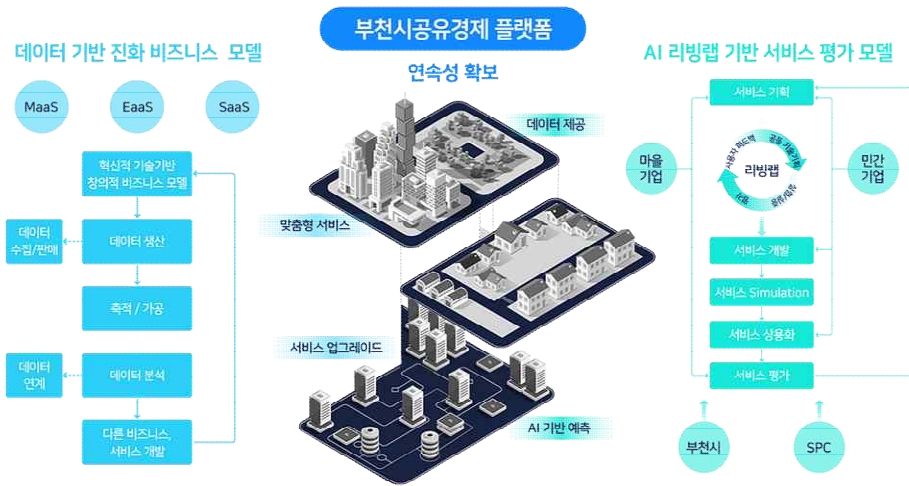 부천시공유경제 플랫폼
데이터 기반 진화 비즈니스 모델
MaaS
EaaS
SaaS
혁신적 기술기반
창의적 비즈니스 모델
데이터
수집/판매
데이터 생산
축적 / 가공
데이터
연계
데이터 분석
다른 비즈니스,
서비스 개발
연속성 확보
데이터 제공
맞춤형 서비스
서비스 업그레이드
AI 기반 예측
AI 리빙랩 기반 서비스 평가 모델
서비스 기획
마을
기업
사용자 피드백
리빙랩
민간
기업
서비스 개발
서비스 Simulation
서비스 상용화
서비스 평가
부천시
SPC